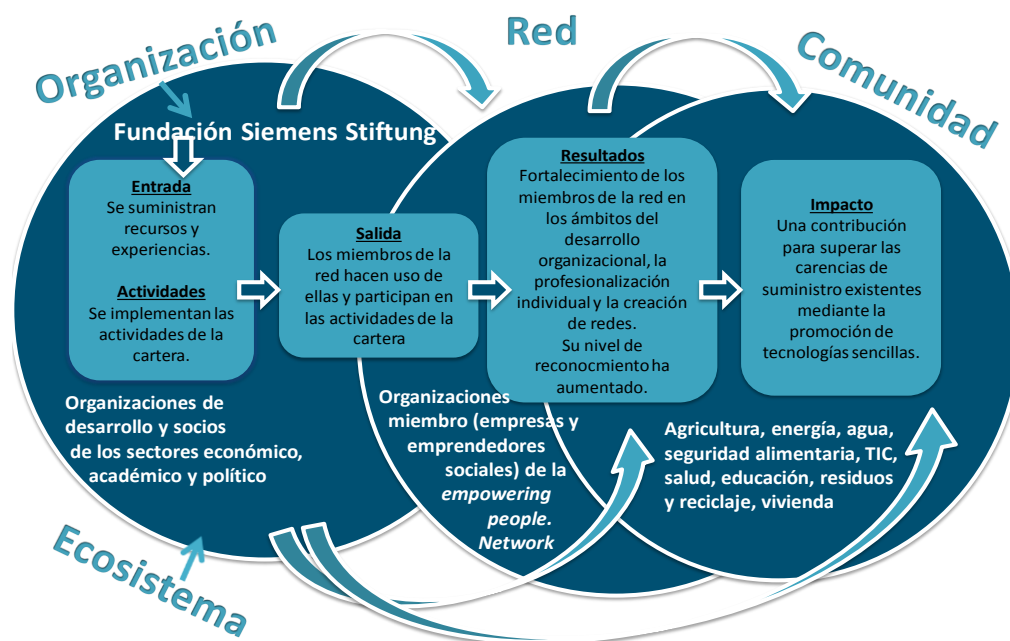 Organización
Red
Comunidad
Fundación Siemens Stiftung
Entrada
Se suministran
recursos y
experiencias.
Actividades
Se implementan las
actividades de la
cartera.
Salida
Los miembros de la
red hacen uso de
ellas y participan en
las actividades de la
cartera
Resultados
Fortalecimiento de los
miembros de la red en
los ámbitos del
desarrollo
organizacional, la
profesionalización
individual y la creación
de redes.
Su nivel de
reconocmiento ha
aumentado.
Impacto
Una contribución
para superar las
carencias de
suministro existentes
mediante la
promoción de
tecnologías sencillas.
Organizaciones de
desarrollo y socios
de los sectores económico,
académico y político
Organizaciones
miembro (empresas y
emprendedores
sociales) de la
empowering
people.
Network
Agricultura, energía, agua,
seguridad alimentaria, TIC,
salud, educación, residuos
y reciclaje, vivienda
Ecosistema